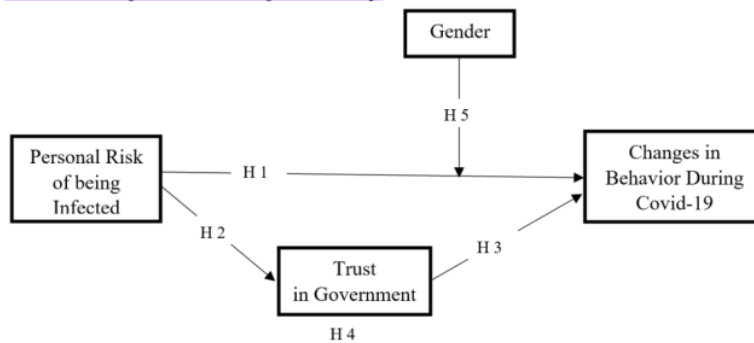 Gender
H 5
Personal Risk
of being
Infected
H 1
Changes in
Behavior During
Covid-19
H 2
H 3
Trust
in Government
H 4